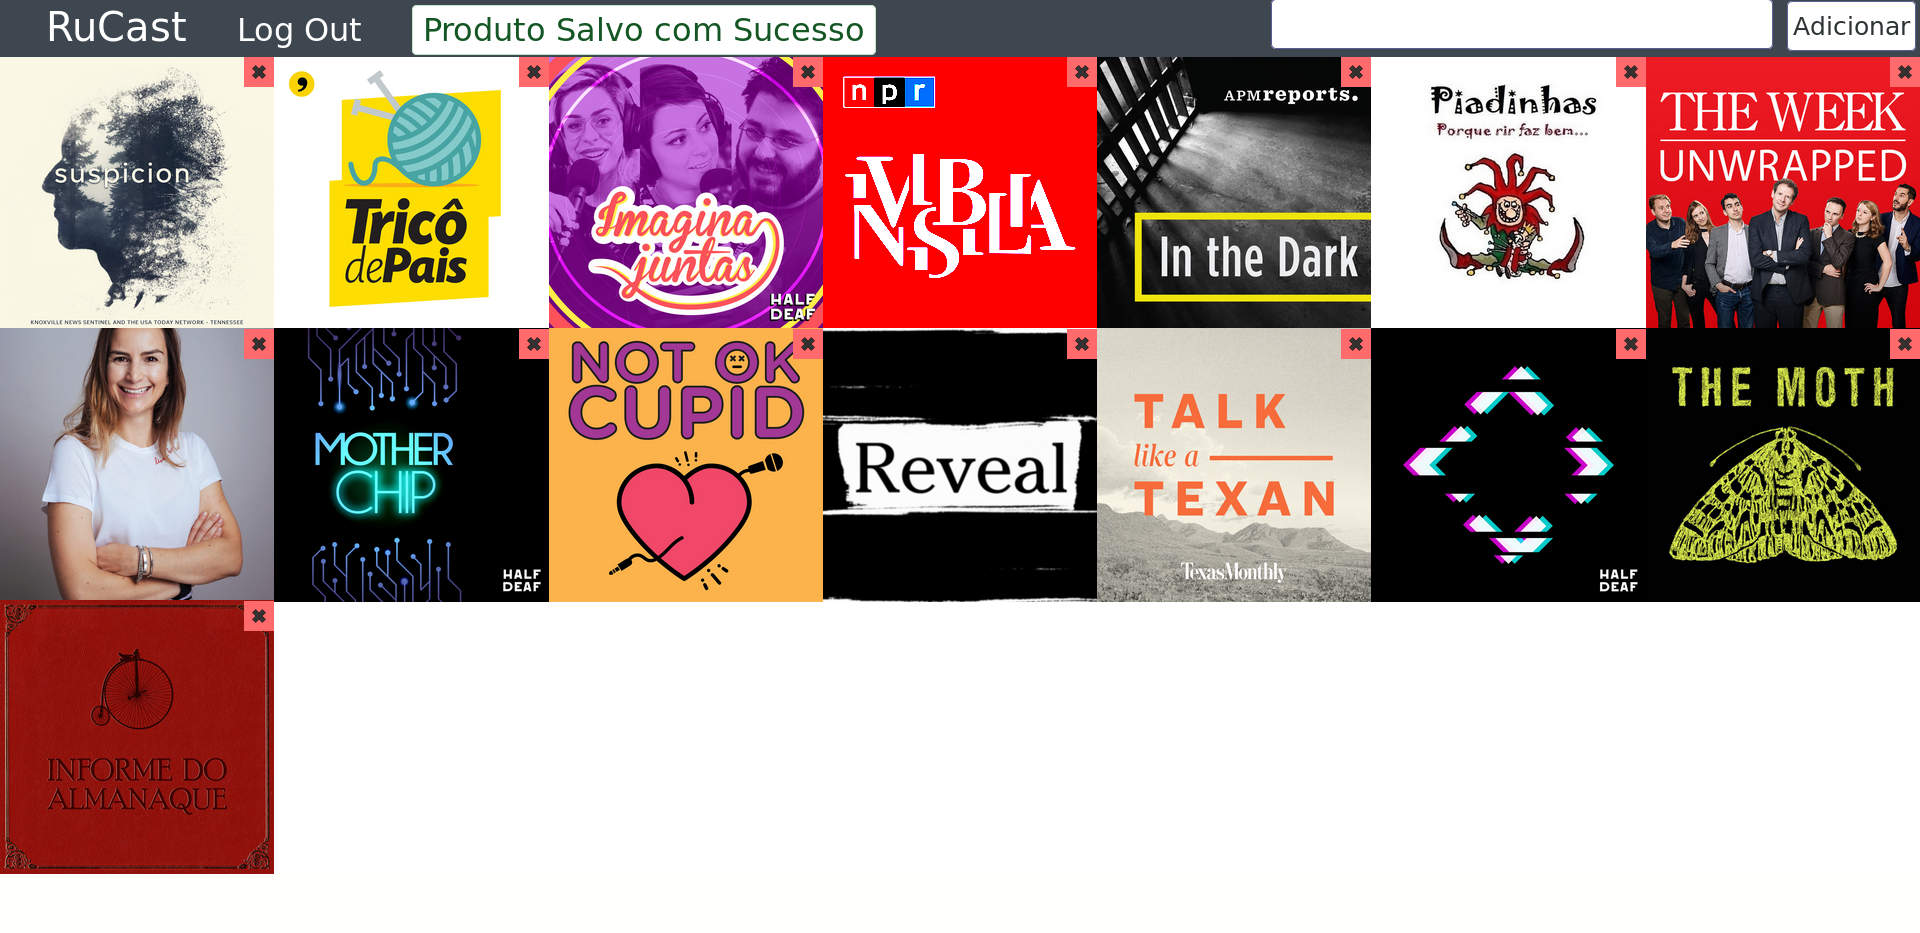 RuCast
Log Out
Produto Salvo com Sucesso
Adicionar
suspicion
KNOXVILLE NEWS SENTINEL AND THE USA TODAY NETWORK - TENNESSEE
Tricô
dePais
Imagina
juntas
HALF
DEAF
npr
INVISIBILIA
APMreports.
In the Dark
Piadinhas
Porque rir faz bem...
THE WEEK
UNWRAPPED
MOTHER
CHIP
HALF
DEAF
NOT OK
CUPID
Reveal
TALK
like a
TEXAN
TexasMonthly
HALF
DEAF
THE MOTH
INFORME DO
ALMANAQUE